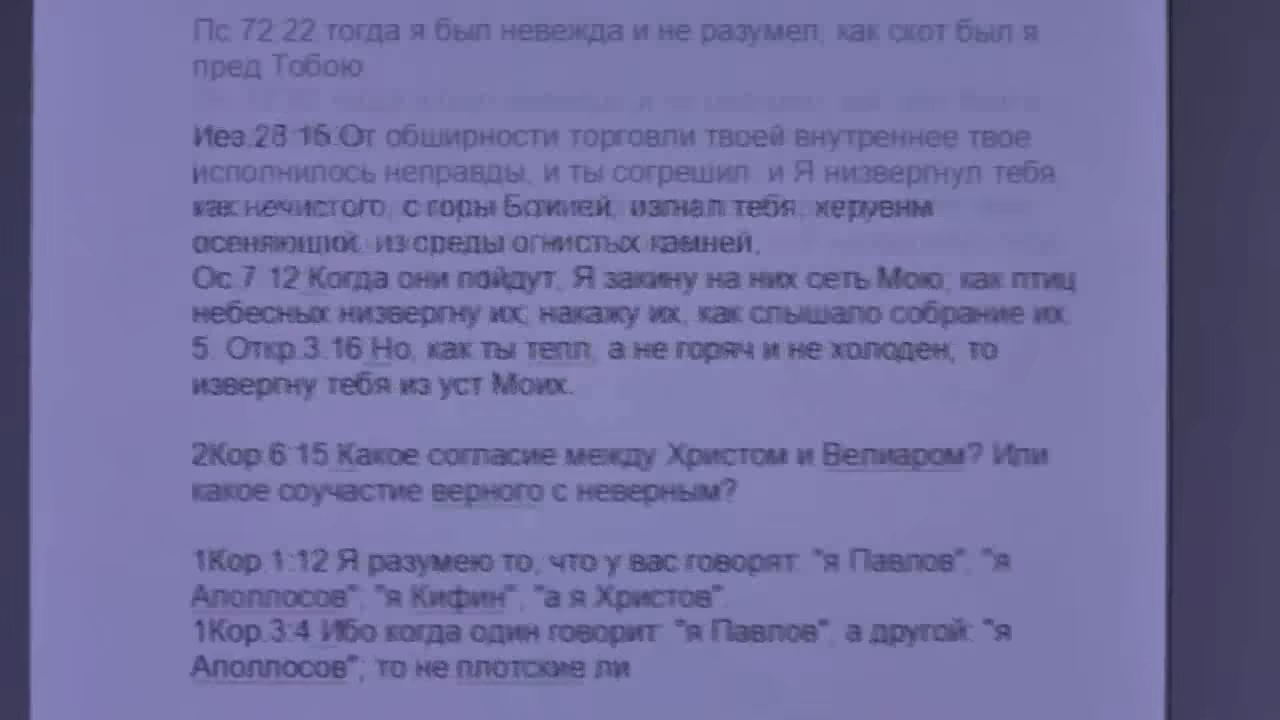 Пс 72 22 тогда я был невежда и не разумел, как скот был я
пред Тобою
Иез.28:16.От обширности торговли твоей внутреннее твое
исполнилось неправды, и ты согрешил и Я низвергнул тебя
как нечистого, с горы Божией, изгнал тебя, херувим
осеняющий, из среды огнистых камней,
Ос.7 12 Когда они пойдут, Я закину на них сеть Мою, как птиц
небесных низвергну их, накажу их, как слышало собрание их.
5. Откр.3.16 Но, как ты тепл, а не горяч и не холоден, то
извергну тебя из уст Моих.
2Кор 6:15 Какое согласие между Христом и Велиаром? Или
какое соучастие верного с неверным?
1Кор 1:12 Я разумею то, что у вас говорят: "я Павлов", "я
Аполлосов", "я Кифин", "а я Христов"
1Кор.3:4 Ибо когда один говорит: "я Павлов", а другой: "я
Аполлосов", то не плотские ли